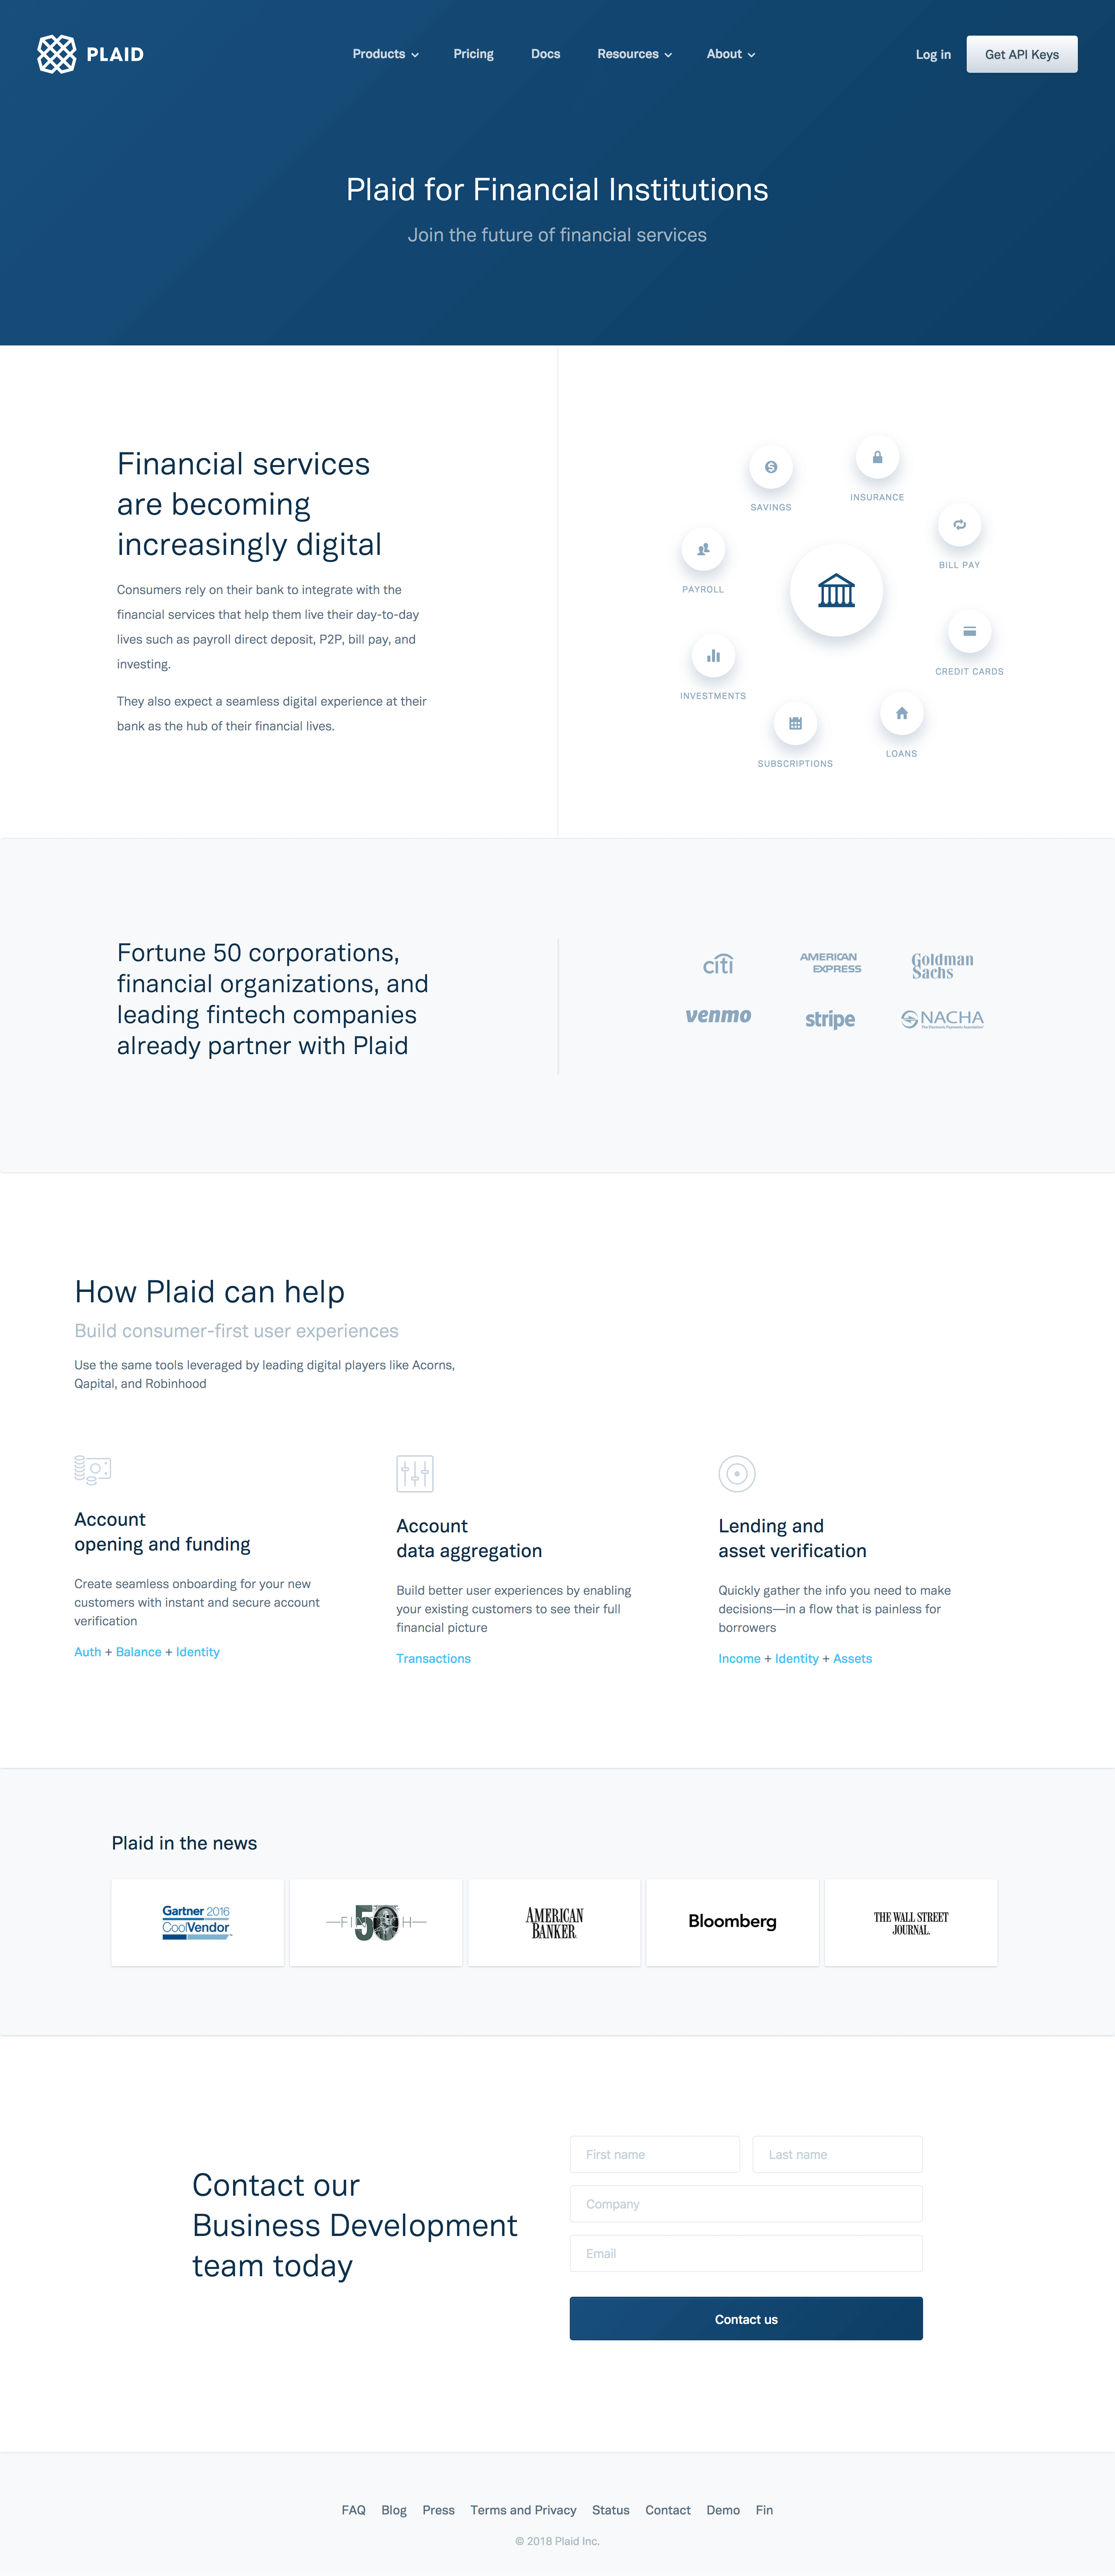 PLAID
Products
Pricing
Docs
Resources
About
Log in
Get API Keys
Plaid for Financial Institutions
Join the future of financial services
Financial services
are becoming
increasingly digital
Consumers rely on their bank to integrate with the
financial services that help them live their day-to-day
lives such as payroll direct deposit, P2P, bill pay, and
investing.
They also expect a seamless digital experience at their
bank as the hub of their financial lives.
SAVINGS
INSURANCE
BILL PAY
PAYROLL
CREDIT CARDS
INVESTMENTS
LOANS
SUBSCRIPTIONS
Fortune 50 corporations,
financial organizations, and
leading fintech companies
already partner with Plaid
citi
AMERICAN
EXPRESS
Goldman
Sachs
venmo
stripe
NACHA
The Electronic Payments Association
How Plaid can help
Build consumer-first user experiences
Use the same tools leveraged by leading digital players like Acorns,
Qapital, and Robinhood
Account
opening and funding
Create seamless onboarding for your new
customers with instant and secure account
verification
Auth + Balance + Identity
Account
data aggregation
Build better user experiences by enabling
your existing customers to see their full
financial picture
Transactions
Lending and
asset verification
Quickly gather the info you need to make
decisions—in a flow that is painless for
borrowers
Income + Identity + Assets
Plaid in the news
Gartner 2016
CoolVendor
FI50H
AMERICAN
BANKER
Bloomberg
THE WALL STREET
JOURNAL.
Contact our
Business Development
team today
First name
Last name
Company
Email
Contact us
FAQ
Blog
Press
Terms and Privacy
Status
Contact
Demo
Fin
© 2018 Plaid Inc.